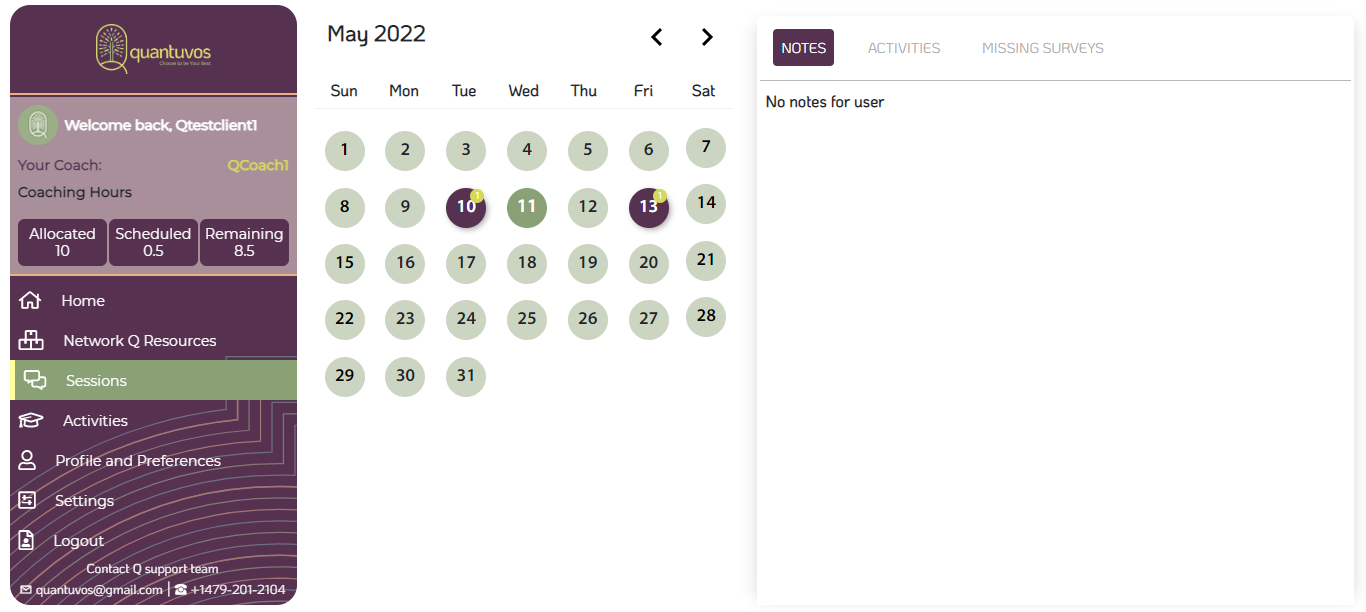 quantuvos
Choose to be Your Best
Welcome back, Qtestclient1
Your Coach: QCoach1
Coaching Hours
Allocated Scheduled Remaining
10 0.5 8.5
Home
Network Q Resources
Sessions
Activities
Profile and Preferences
Settings
Logout
Contact Q support team
quantuvos@gmail.com | +1479-201-2104
May 2022
Sun Mon Tue Wed Thu Fri Sat
1 2 3 4 5 6 7
8 9 10 1 11 12 13 1 14
15 16 17 18 19 20 21
22 23 24 25 26 27 28
29 30 31
NOTES ACTIVITIES MISSING SURVEYS
No notes for user